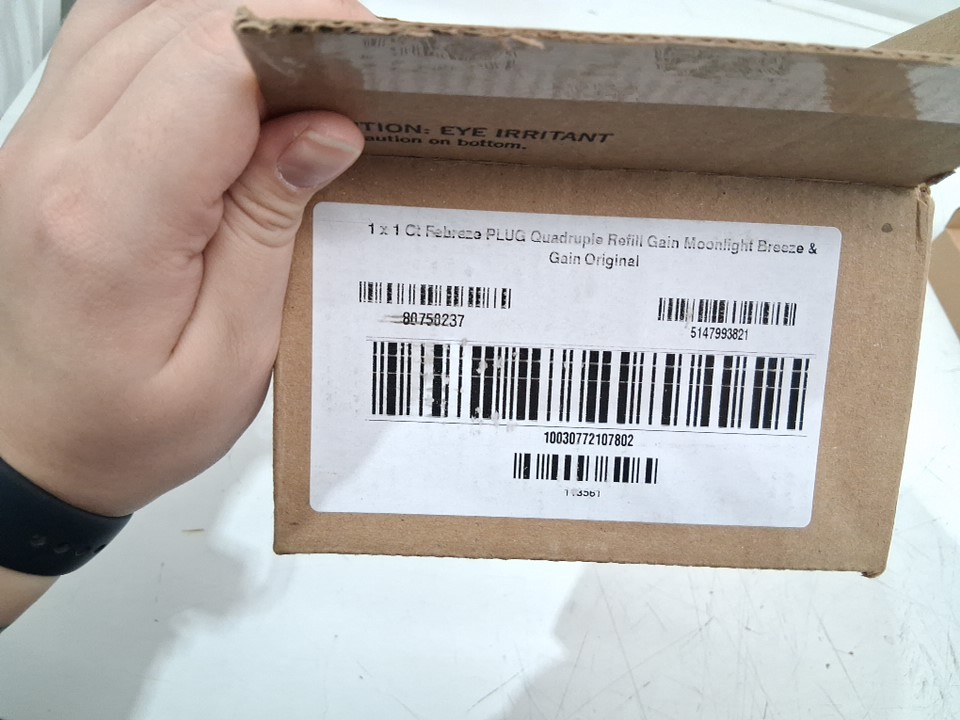 TION: EYE IRRITANT
aution on bottom.
1 x 1 Ct Febreze PLUG Quadruple Refill Gain Moonlight Breeze &
Gain Original
80750237
5147993821
10030772107802
113561